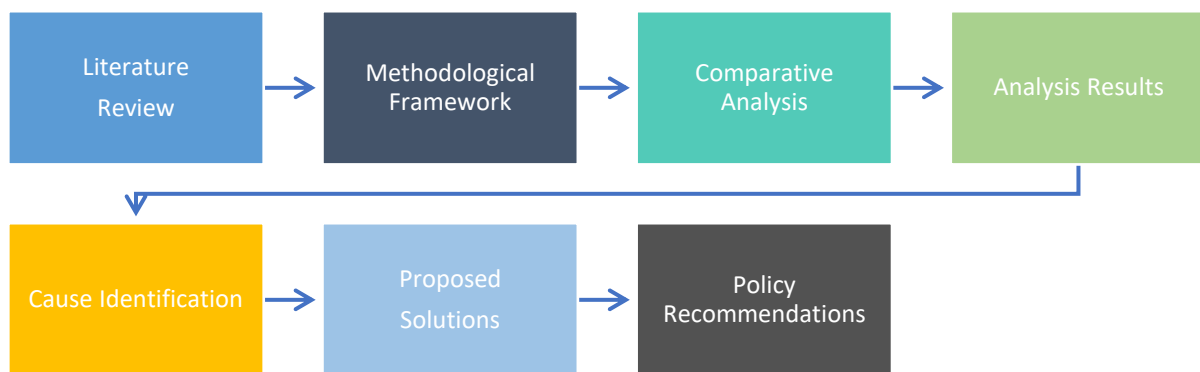 Literature
Review
Methodological
Framework
Comparative
Analysis
Analysis Results
Cause Identification
Proposed
Solutions
Policy
Recommendations